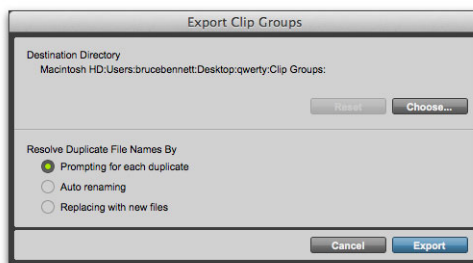 Export Clip Groups
Destination Directory
Macintosh HD:Users:brucebennett:Desktop:qwerty:Clip Groups:
Reset
Choose...
Resolve Duplicate File Names By
Prompting for each duplicate
Auto renaming
Replacing with new files
Cancel
Export